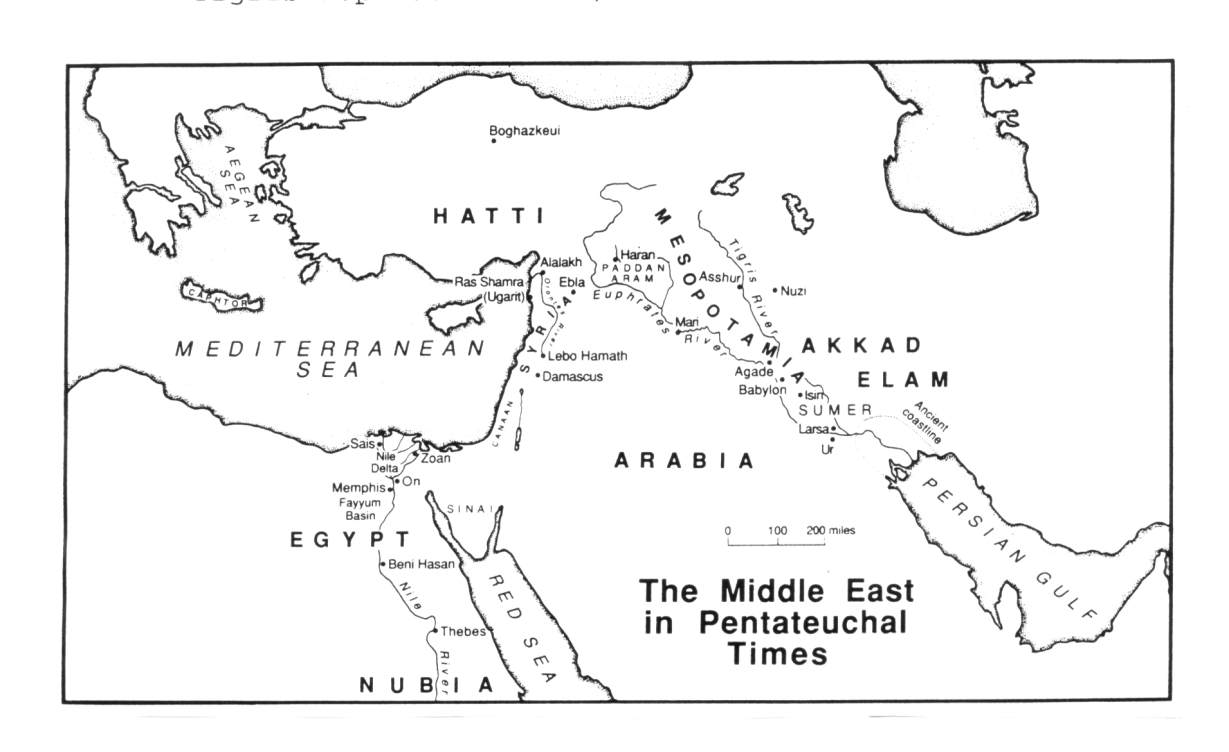 Boghazkeui
AEGEAN
SEA
HATTI
MESOPOTAMIA
Tigris River
Haran
PADDAN
ARAM
Alalakh
Ras Shamra
(Ugarit)
Ebla
Asshur
Nuzi
CAPHTOR
Euphrates River
SYRIA
Mari
MEDITERRANEAN
SEA
AKKAD
Lebo Hamath
Damascus
Agade
Babylon
ELAM
Isin
SUMER
Ancient
coastline
CANAAN
Larsa
Ur
Sais
Nile
Delta
Zoan
ARABIA
On
Memphis
Fayyum
Basin
SINAI
PERSIAN GULF
EGYPT
0 100 200 miles
Beni Hasan
Nile River
RED SEA
The Middle East
in Pentateuchal
Times
Thebes
NUBIA